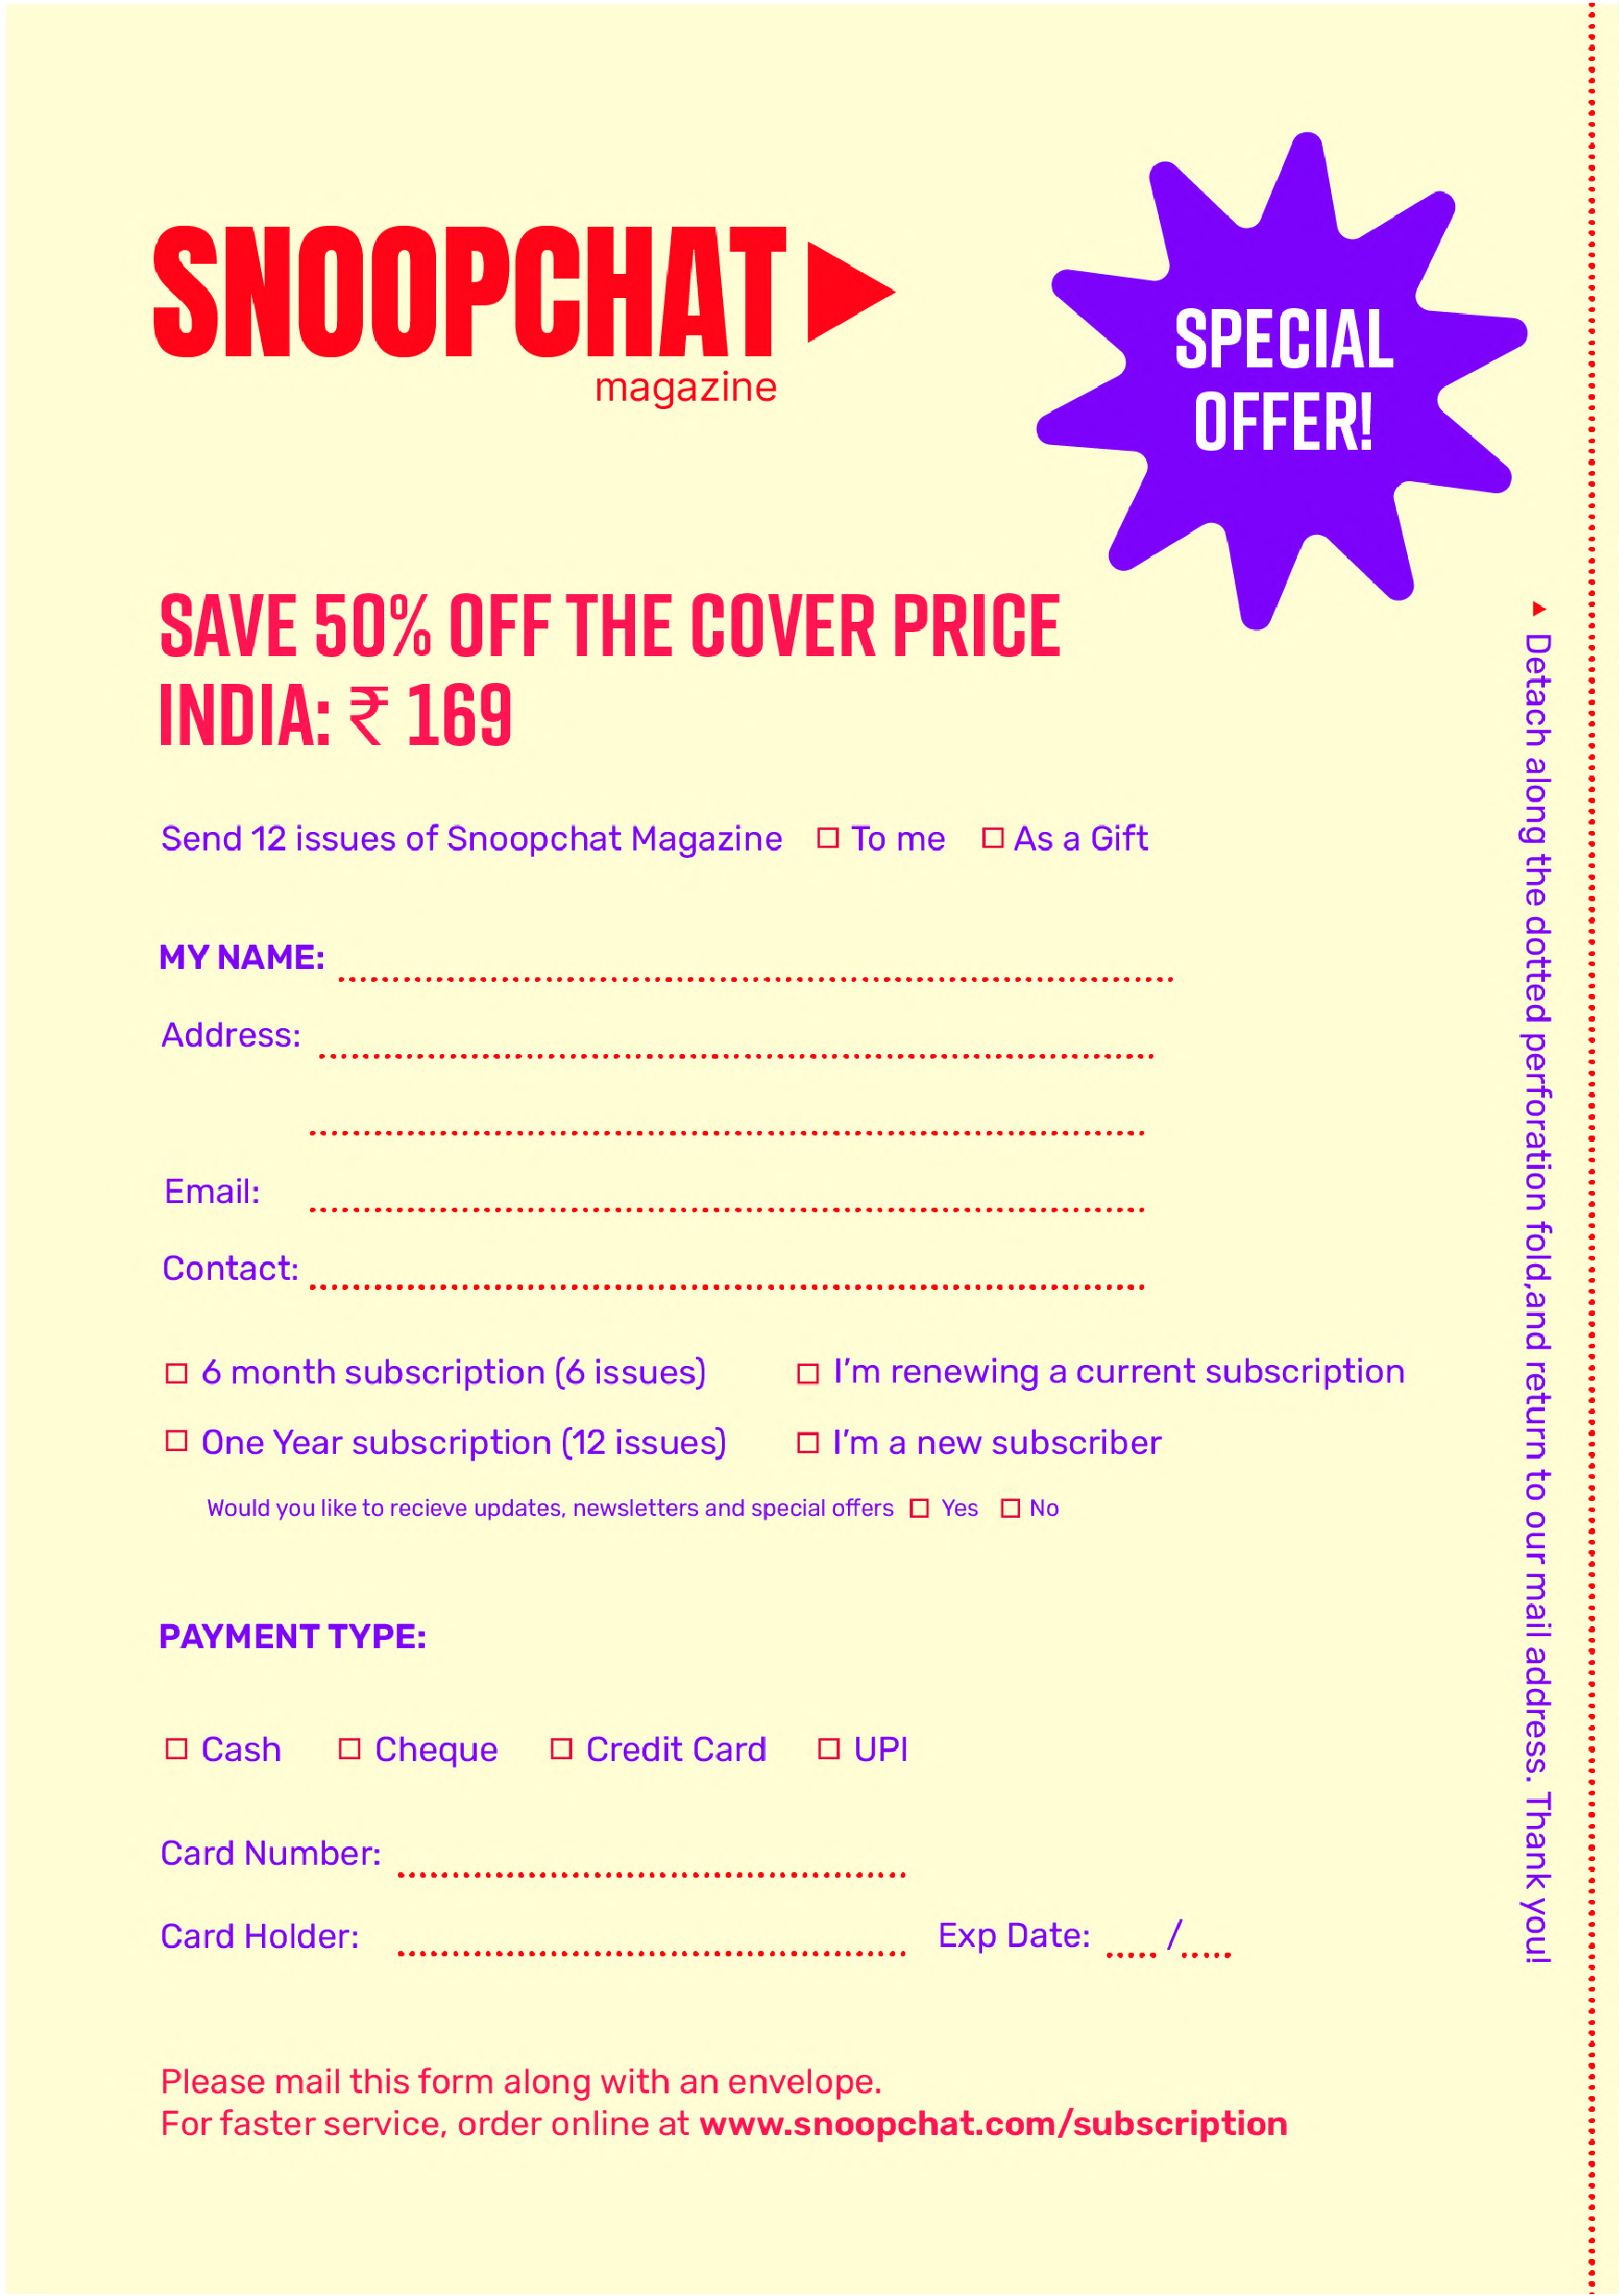 SNOOPCHAT
magazine
SPECIAL
OFFER!
SAVE 50% OFF THE COVER PRICE
INDIA: ₹ 169
Send 12 issues of Snoopchat Magazine To me As a Gift
MY NAME:
Address:
Email:
Contact:
6 month subscription (6 issues) I'm renewing a current subscription
One Year subscription (12 issues) I'm a new subscriber
Would you like to recieve updates, newsletters and special offers Yes No
PAYMENT TYPE:
Cash Cheque Credit Card UPI
Card Number:
Card Holder: Exp Date: /
Please mail this form along with an envelope.
For faster service, order online at www.snoopchat.com/subscription
Detach along the dotted perforation fold,and return to our mail address. Thank you!